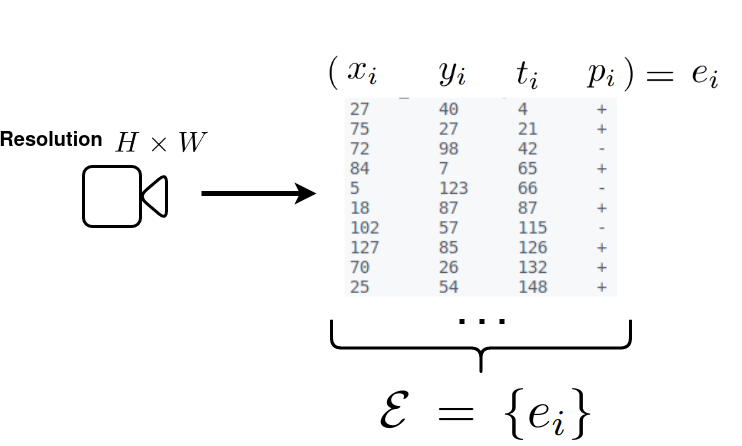 ( x_i y_i t_i p_i ) = e_i
27 40 4 +
75 27 21 +
Resolution H × W
72 98 42 -
84 7 65 +
5 123 66 -
18 87 87 +
102 57 115 -
127 85 126 +
70 26 132 +
25 54 148 +
...
ℰ = {e_i}